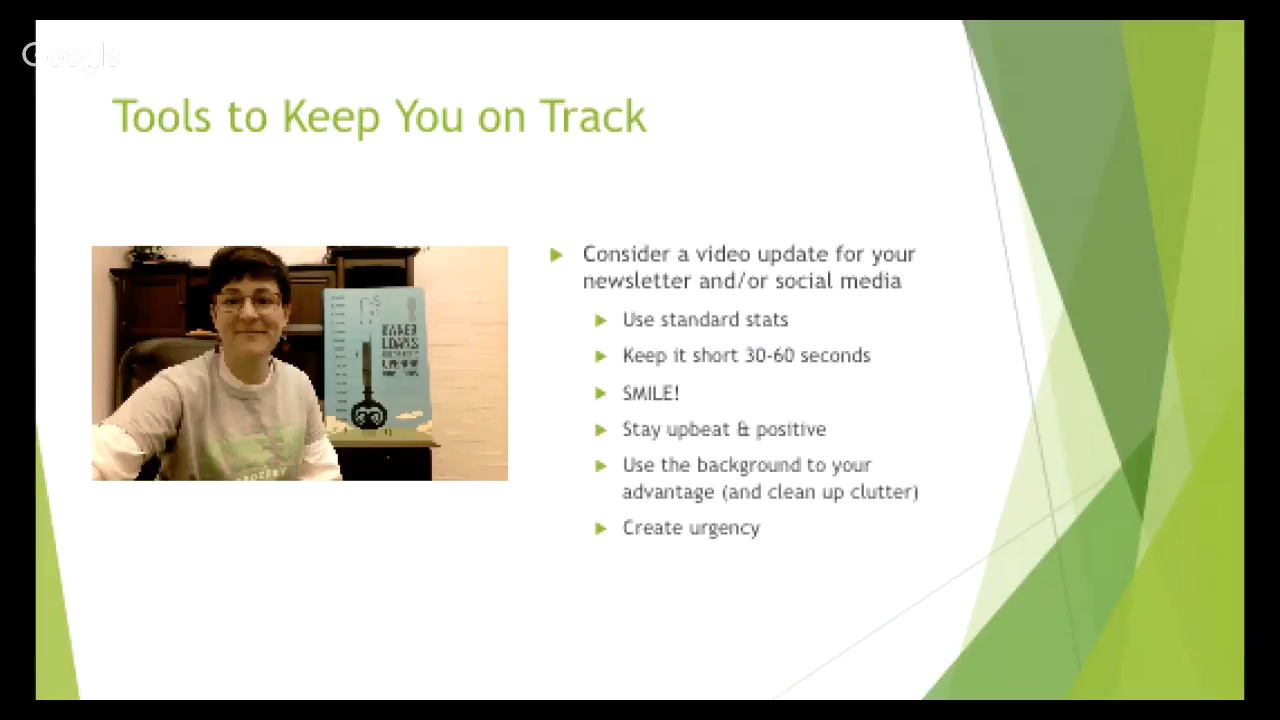 Google
Tools to Keep You on Track
Consider a video update for your
newsletter and/or social media
Use standard stats
Keep it short 30-60 seconds
SMILE!
Stay upbeat & positive
Use the background to your
advantage (and clean up clutter)
Create urgency
LOANS